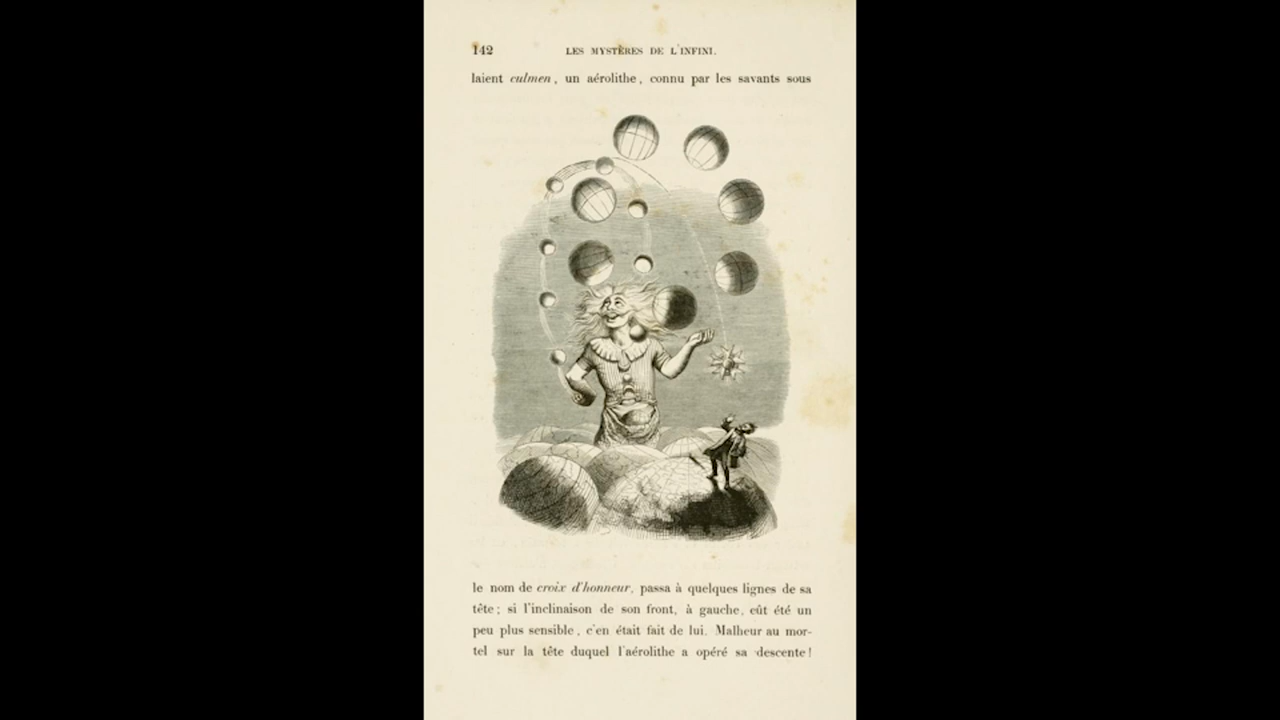 142 LES MYSTÈRES DE L'INFINI.
laient culmen, un aérolithe, connu par les savants sous
le nom de croix d'honneur, passa à quelques lignes de sa
tête; si l'inclinaison de son front, à gauche, eût été un
peu plus sensible, c'en était fait de lui. Malheur au mor-
tel sur la tête duquel l'aérolithe a opéré sa descente!